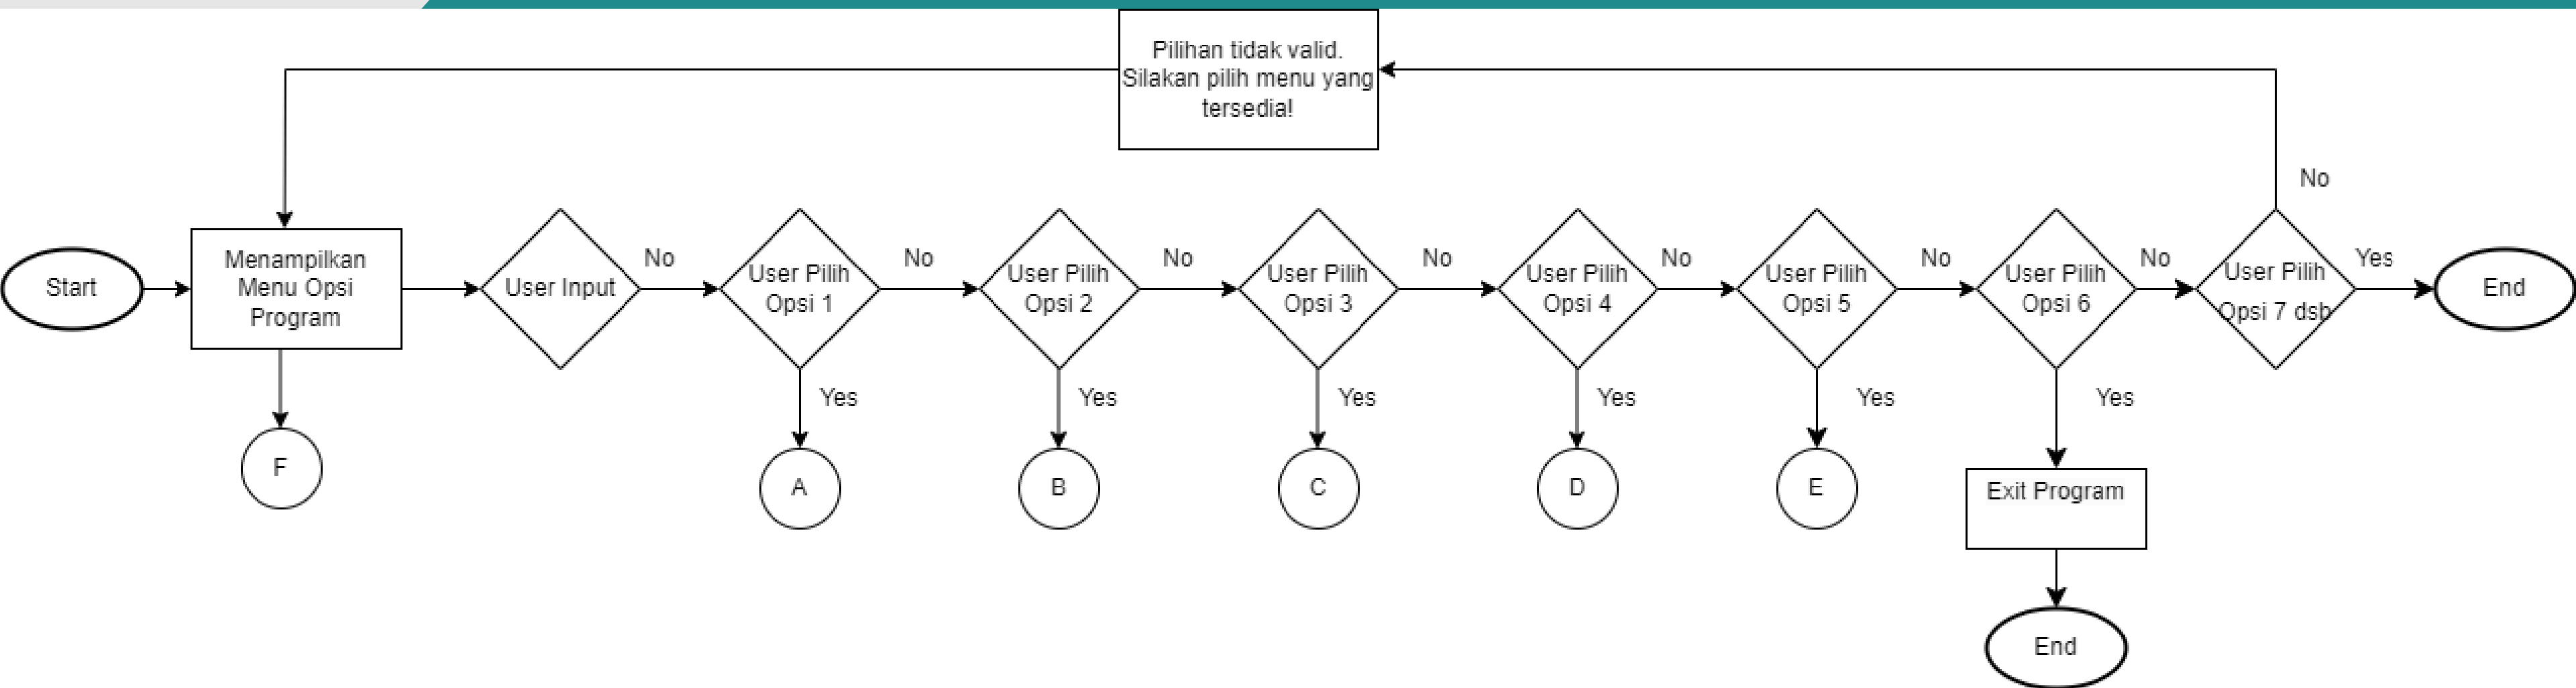 Pilihan tidak valid.
Silakan pilih menu yang
tersedia!
No
Start
Menampilkan
Menu Opsi
Program
User Input
No
User Pilih
Opsi 1
No
User Pilih
Opsi 2
No
User Pilih
Opsi 3
No
User Pilih
Opsi 4
No
User Pilih
Opsi 5
No
User Pilih
Opsi 6
No
User Pilih
Opsi 7 dsb
Yes
End
Yes
Yes
Yes
Yes
Yes
Yes
F
A
B
C
D
E
Exit Program
End